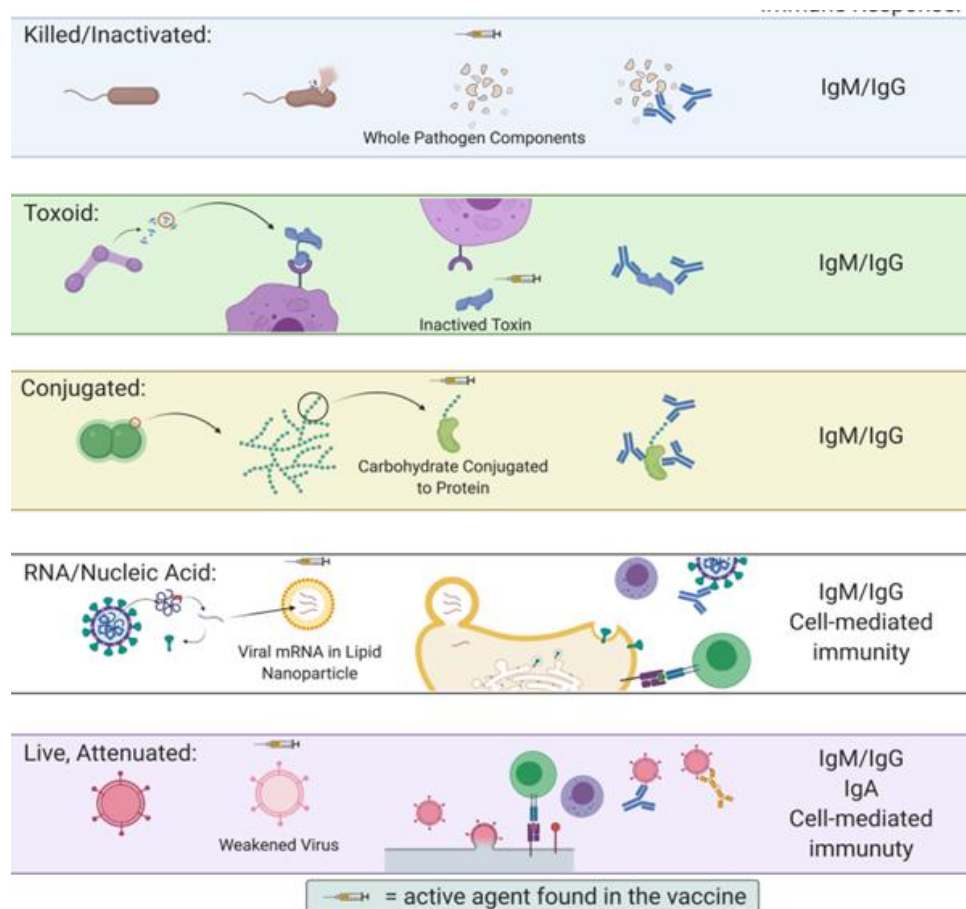 Immune Response:
Killed/Inactivated:
Whole Pathogen Components
IgM/IgG
Toxoid:
Inactived Toxin
IgM/IgG
Conjugated:
Carbohydrate Conjugated
to Protein
IgM/IgG
RNA/Nucleic Acid:
Viral mRNA in Lipid
Nanoparticle
IgM/IgG
Cell-mediated
immunity
Live, Attenuated:
Weakened Virus
IgM/IgG
IgA
Cell-mediated
immunuty
= active agent found in the vaccine